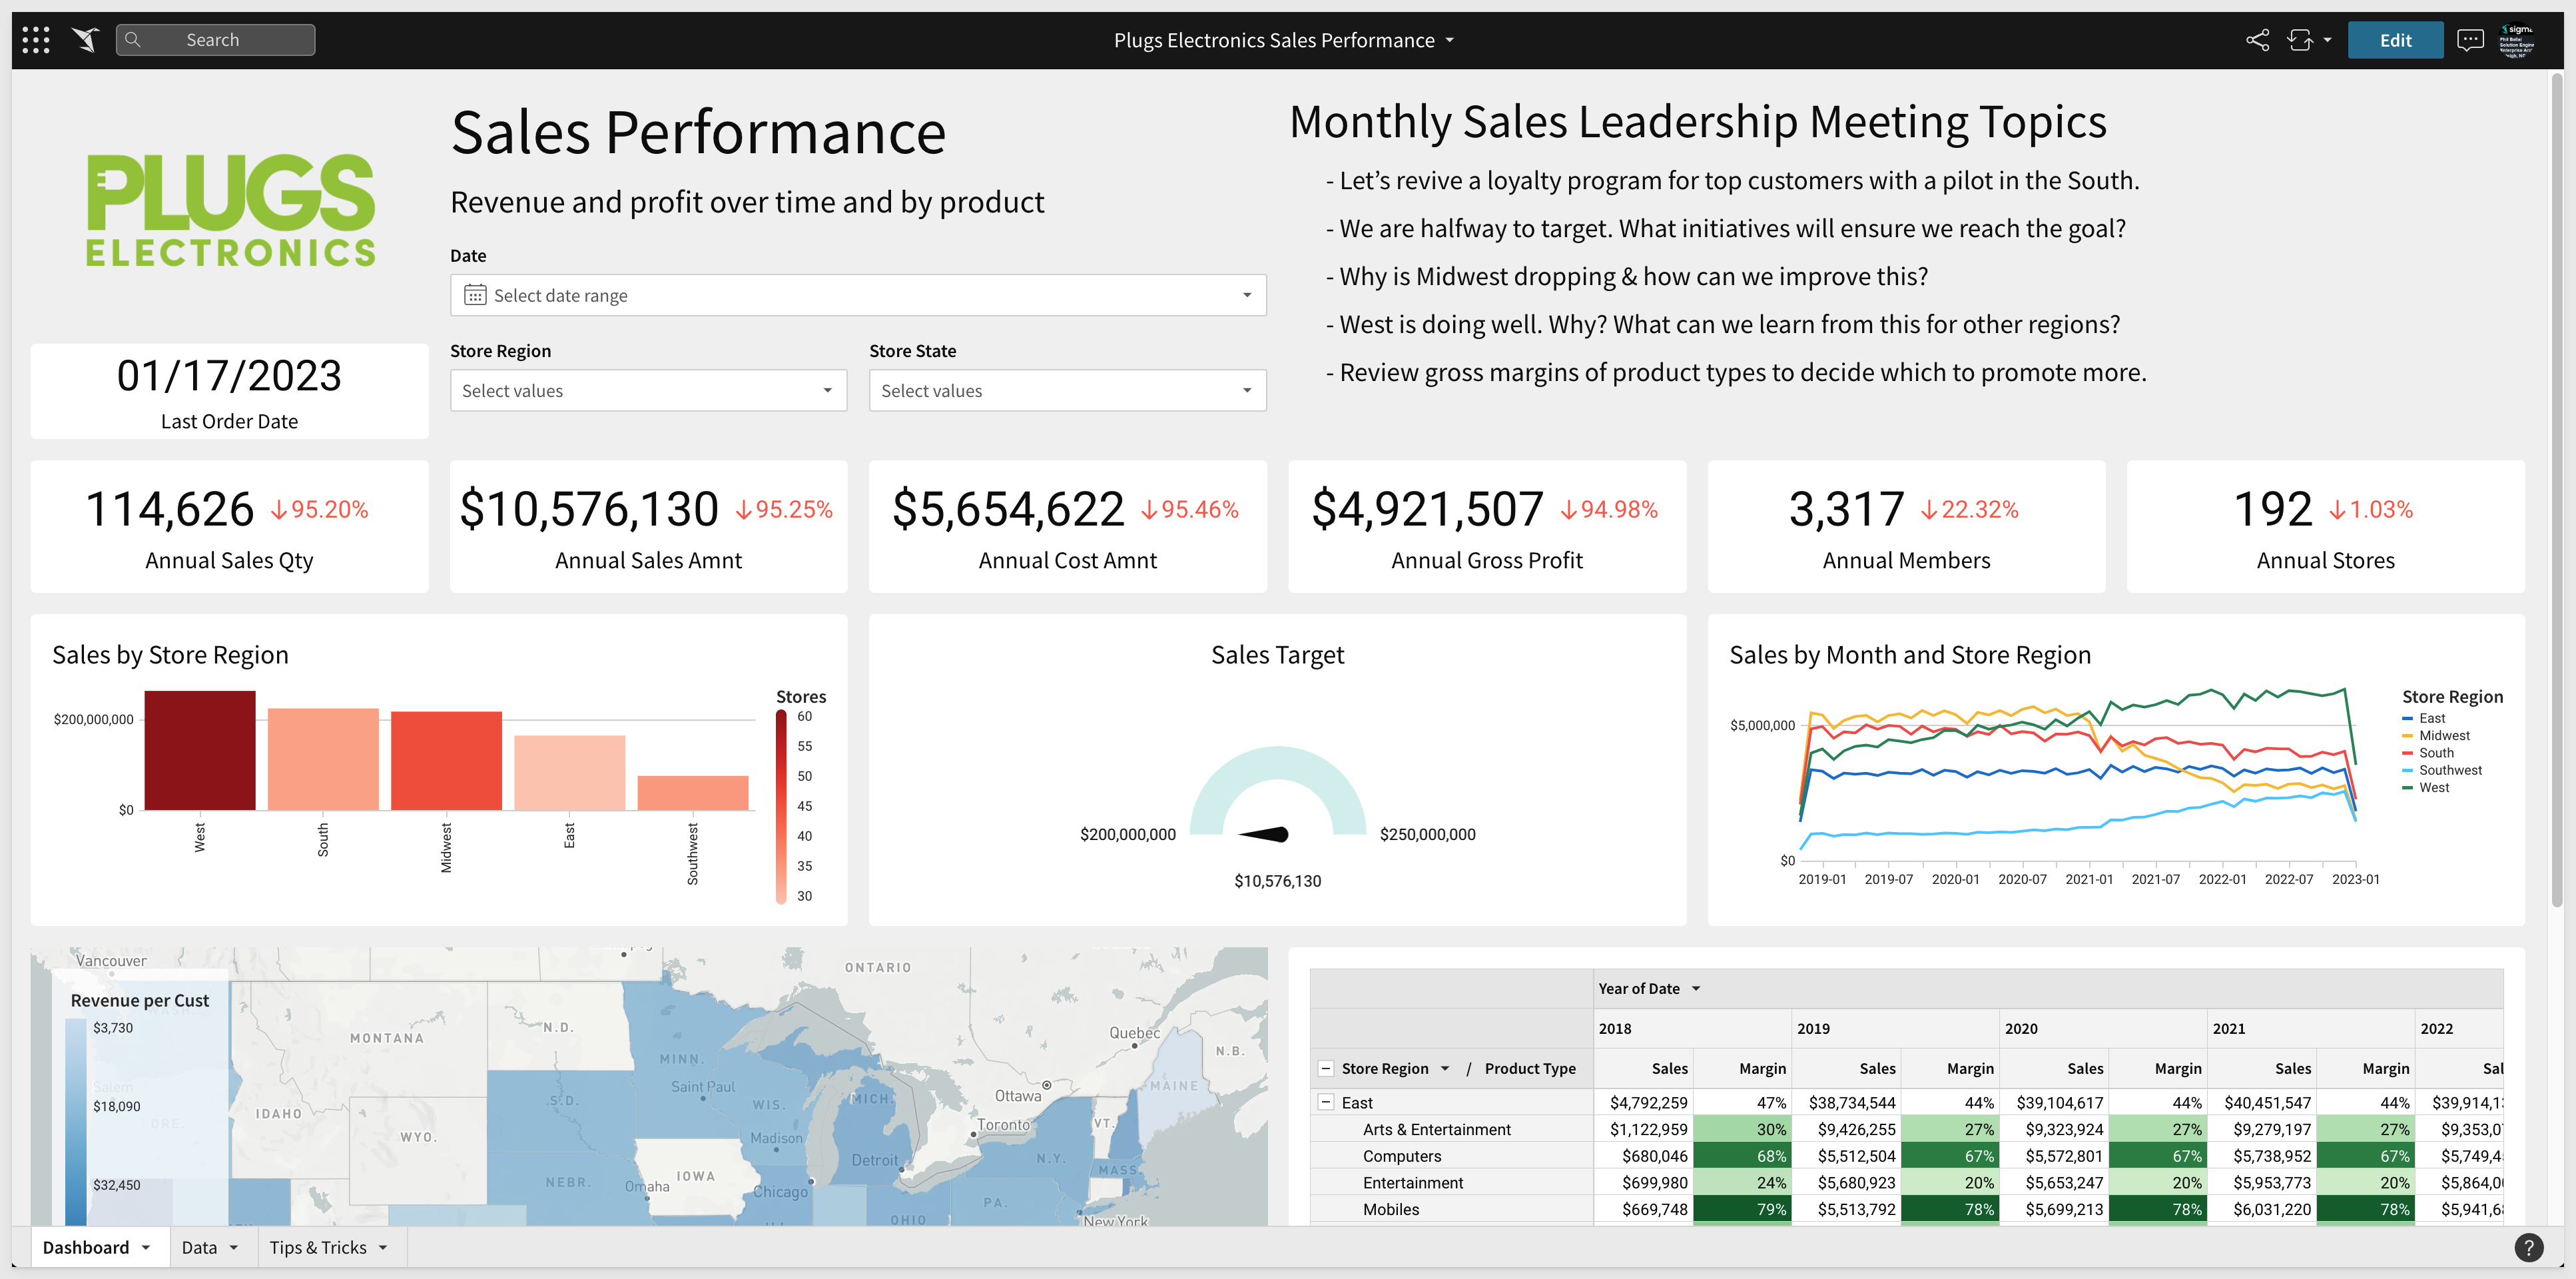 Search
Plugs Electronics Sales Performance
Edit
PLUGS
ELECTRONICS
Sales Performance
Revenue and profit over time and by product
Date
Select date range
Store Region
Store State
Select values
Select values
01/17/2023
Last Order Date
Monthly Sales Leadership Meeting Topics
- Let’s revive a loyalty program for top customers with a pilot in the South.
- We are halfway to target. What initiatives will ensure we reach the goal?
- Why is Midwest dropping & how can we improve this?
- West is doing well. Why? What can we learn from this for other regions?
- Review gross margins of product types to decide which to promote more.
114,626 ↓95.20%
Annual Sales Qty
$10,576,130 ↓95.25%
Annual Sales Amnt
$5,654,622 ↓95.46%
Annual Cost Amnt
$4,921,507 ↓94.98%
Annual Gross Profit
3,317 ↓22.32%
Annual Members
192 ↓1.03%
Annual Stores
Sales by Store Region
$200,000,000
$0
West
South
Midwest
East
Southwest
Stores
60
55
50
45
40
35
30
Sales Target
$200,000,000
$250,000,000
$10,576,130
Sales by Month and Store Region
$5,000,000
$0
2019-01 2019-07 2020-01 2020-07 2021-01 2021-07 2022-01 2022-07 2023-01
Store Region
East
Midwest
South
Southwest
West
Revenue per Cust
$3,730
$18,090
$32,450
Vancouver
WASH.
Salem
ORE.
MONTANA
IDAHO
WYO.
N.D.
S.D.
NEBR.
MINN.
Saint Paul
WIS.
Madison
IOWA
Omaha
Chicago
MICH.
Detroit
OHIO
ONTARIO
Toronto
Ottawa
Quebec
N.B.
MAINE
VT.
N.Y.
MASS.
PA.
New York
Year of Date
2018 2019 2020 2021 2022
Store Region / Product Type Sales Margin Sales Margin Sales Margin Sales Margin Sal
East $4,792,259 47% $38,734,544 44% $39,104,617 44% $40,451,547 44% $39,914,1
Arts & Entertainment $1,122,959 30% $9,426,255 27% $9,323,924 27% $9,279,197 27% $9,353,0
Computers $680,046 68% $5,512,504 67% $5,572,801 67% $5,738,952 67% $5,749,4
Entertainment $699,980 24% $5,680,923 20% $5,653,247 20% $5,953,773 20% $5,864,0
Mobiles $669,748 79% $5,513,792 78% $5,699,213 78% $6,031,220 78% $5,941,6
Dashboard
Data
Tips & Tricks
?